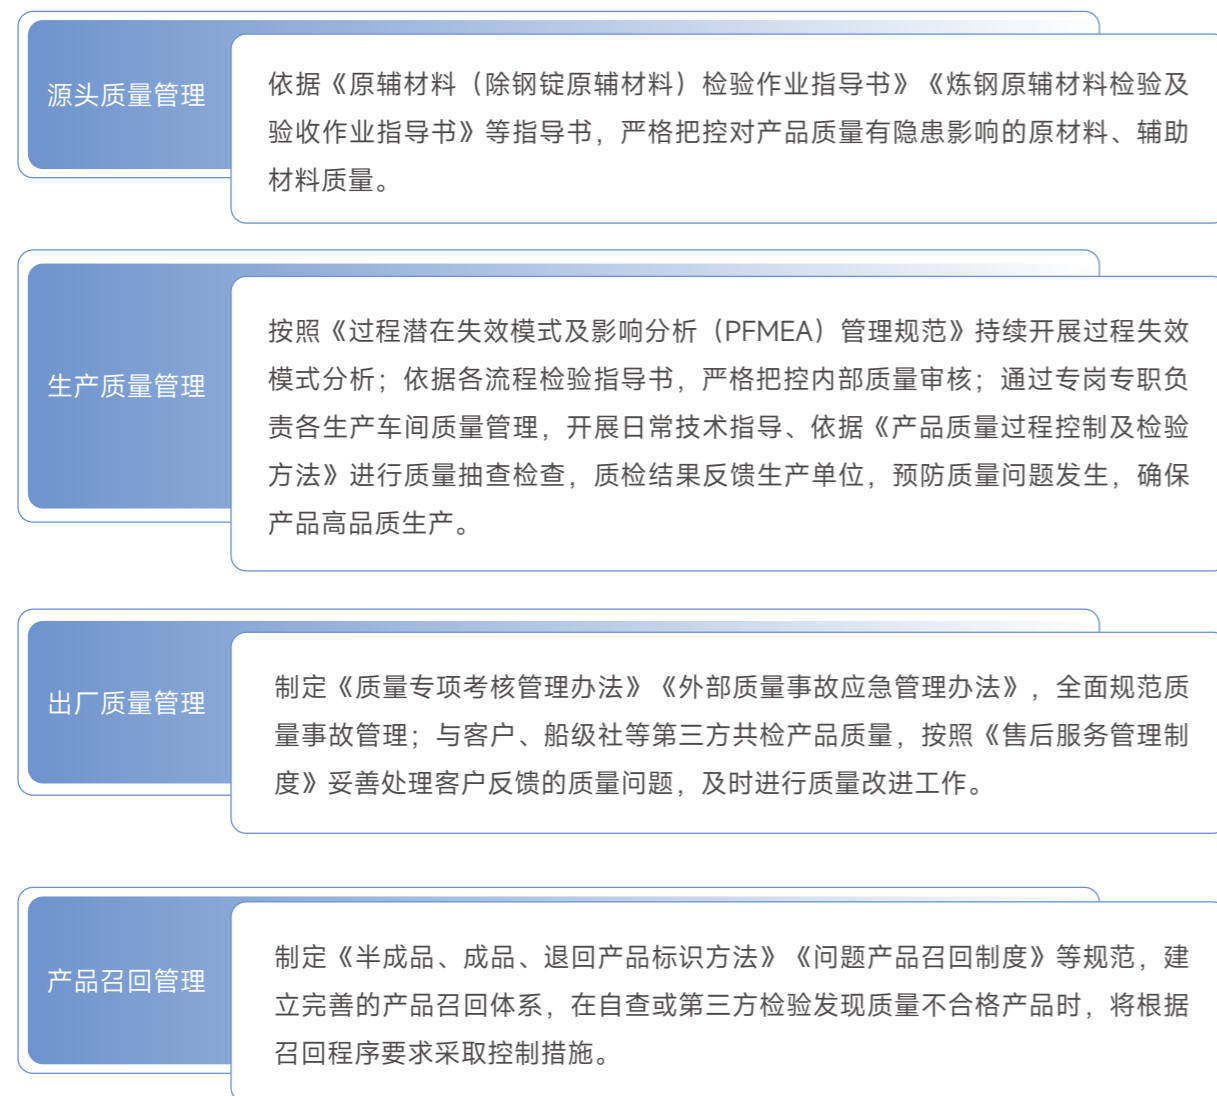 源头质量管理
依据《原辅材料（除钢锭原辅材料）检验作业指导书》《炼钢原辅材料检验及
验收作业指导书》等指导书，严格把控对产品质量有隐患影响的原材料、辅助
材料质量。
生产质量管理
按照《过程潜在失效模式及影响分析（PFMEA）管理规范》持续开展过程失效
模式分析；依据各流程检验指导书，严格把控内部质量审核；通过专岗专职负
责各生产车间质量管理，开展日常技术指导、依据《产品质量过程控制及检验
方法》进行质量抽查检查，质检结果反馈生产单位，预防质量问题发生，确保
产品高品质生产。
出厂质量管理
制定《质量专项考核管理办法》《外部质量事故应急管理办法》，全面规范质
量事故管理；与客户、船级社等第三方共检产品质量，按照《售后服务管理制
度》妥善处理客户反馈的质量问题，及时进行质量改进工作。
产品召回管理
制定《半成品、成品、退回产品标识方法》《问题产品召回制度》等规范，建
立完善的产品召回体系，在自查或第三方检验发现质量不合格产品时，将根据
召回程序要求采取控制措施。